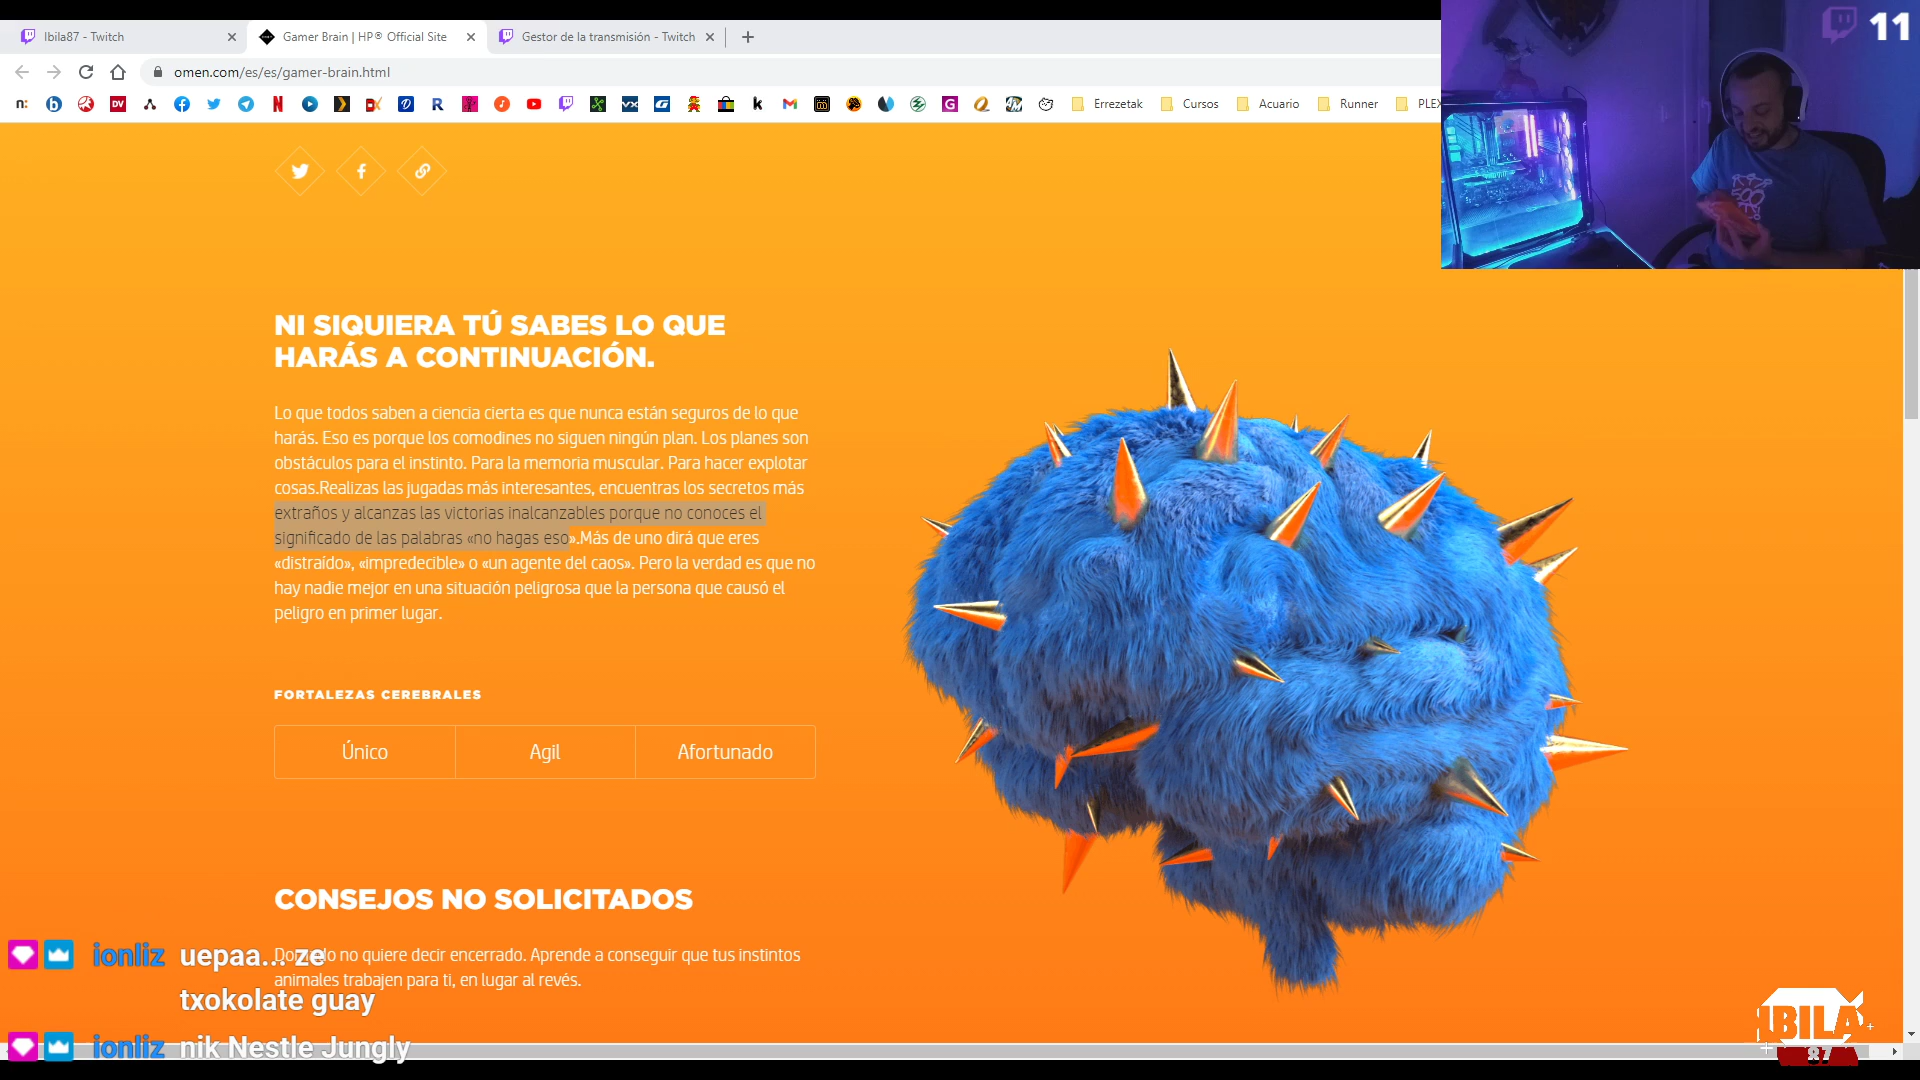 Ibila87 - Twitch
Gamer Brain | HP® Official Site
Gestor de la transmisión - Twitch
11
omen.com/es/es/gamer-brain.html
Errezetak
Cursos
Acuario
Runner
PLEX
NI SIQUIERA TÚ SABES LO QUE
HARÁS A CONTINUACIÓN.
Lo que todos saben a ciencia cierta es que nunca están seguros de lo que
harás. Eso es porque los comodines no siguen ningún plan. Los planes son
obstáculos para el instinto. Para la memoria muscular. Para hacer explotar
cosas.Realizas las jugadas más interesantes, encuentras los secretos más
extraños y alcanzas las victorias inalcanzables porque no conoces el
significado de las palabras «no hagas eso».Más de uno dirá que eres
«distraído», «impredecible» o «un agente del caos». Pero la verdad es que no
hay nadie mejor en una situación peligrosa que la persona que causó el
peligro en primer lugar.
FORTALEZAS CEREBRALES
Único
Agil
Afortunado
CONSEJOS NO SOLICITADOS
no quiere decir encerrado. Aprende a conseguir que tus instintos
animales trabajen para ti, en lugar al revés.
ionliz uepaa... ze
txokolate guay
ionliz nik Nestle Jungly
IBILA
87